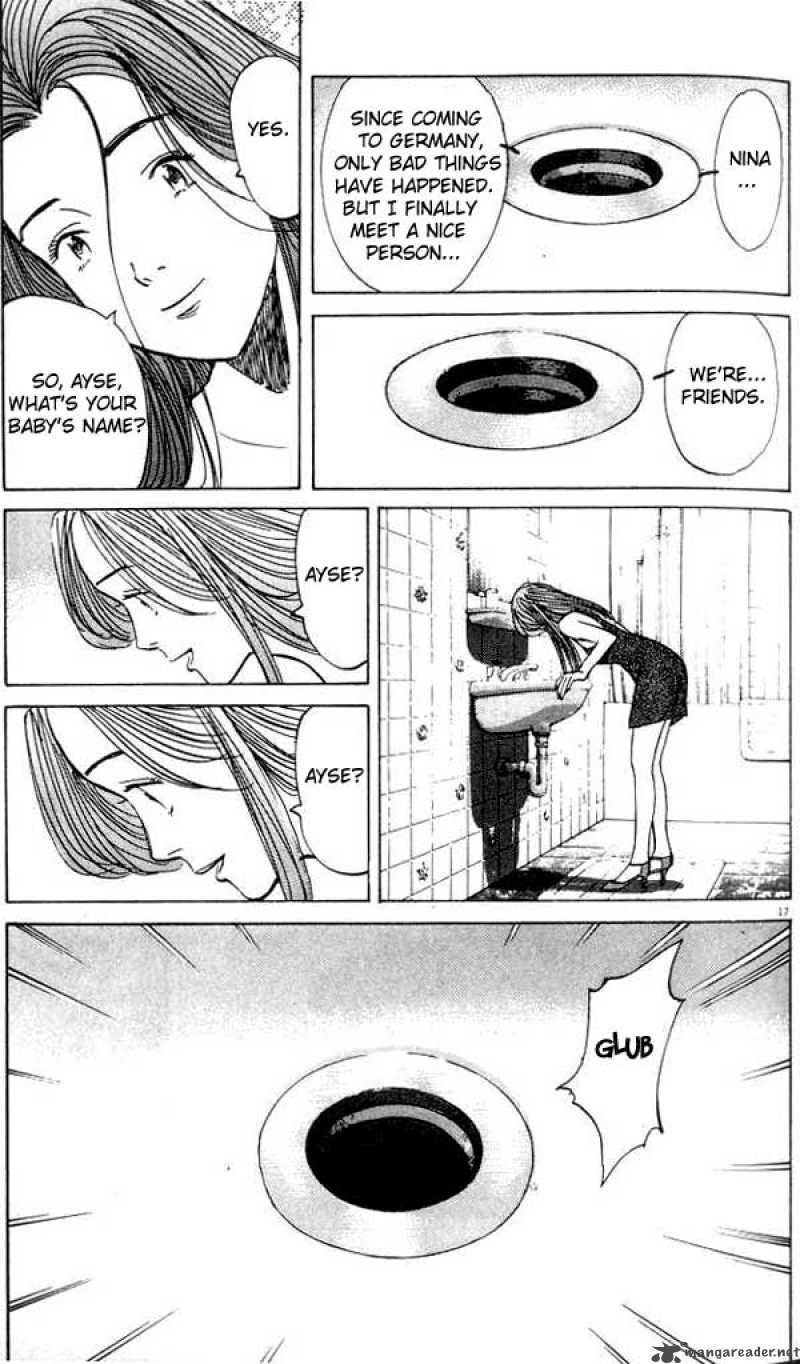 NINA
...
SINCE COMING
TO GERMANY,
ONLY BAD THINGS
HAVE HAPPENED.
BUT I FINALLY
MEET A NICE
PERSON...
WE'RE...
FRIENDS.
YES.
SO, AYSE,
WHAT'S YOUR
BABY'S NAME?
AYSE?
AYSE?
17
GLUB
mangareader.net